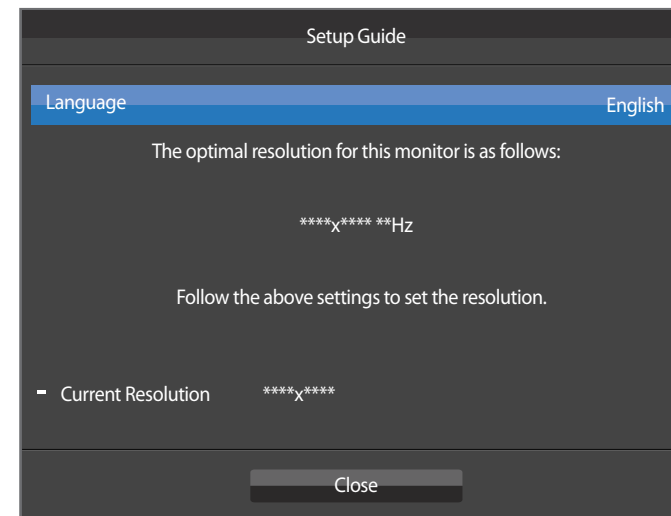 Setup Guide
Language English
The optimal resolution for this monitor is as follows:
****x**** **Hz
Follow the above settings to set the resolution.
- Current Resolution ****x****
Close